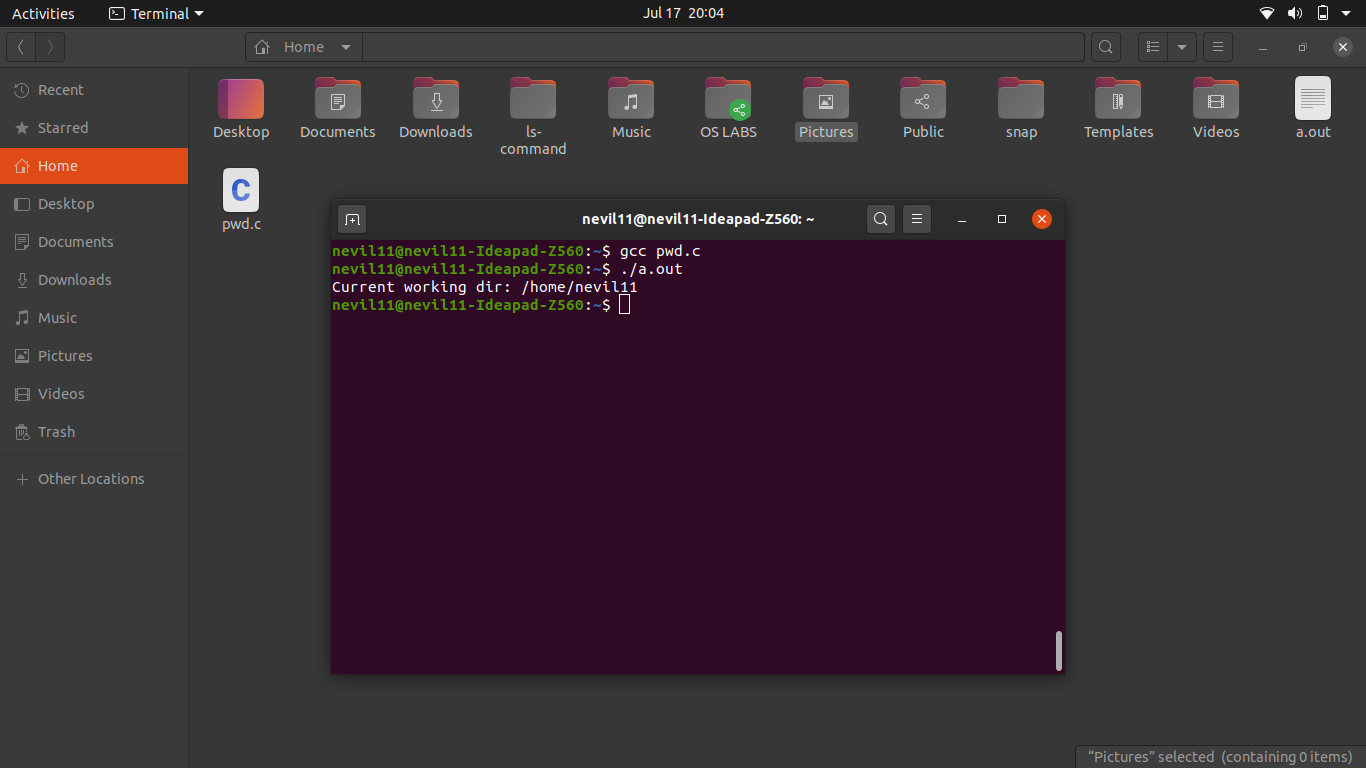 Activities Terminal Jul 17 20:04
Home
Recent
Starred
Home
Desktop
Documents
Downloads
Music
Pictures
Videos
Trash
Other Locations
Desktop Documents Downloads ls-command Music OS LABS Pictures Public snap Templates Videos a.out
C
pwd.c
nevil11@nevil11-Ideapad-Z560: ~
nevil11@nevil11-Ideapad-Z560:~$ gcc pwd.c
nevil11@nevil11-Ideapad-Z560:~$ ./a.out
Current working dir: /home/nevil11
nevil11@nevil11-Ideapad-Z560:~$
“Pictures” selected (containing 0 items)